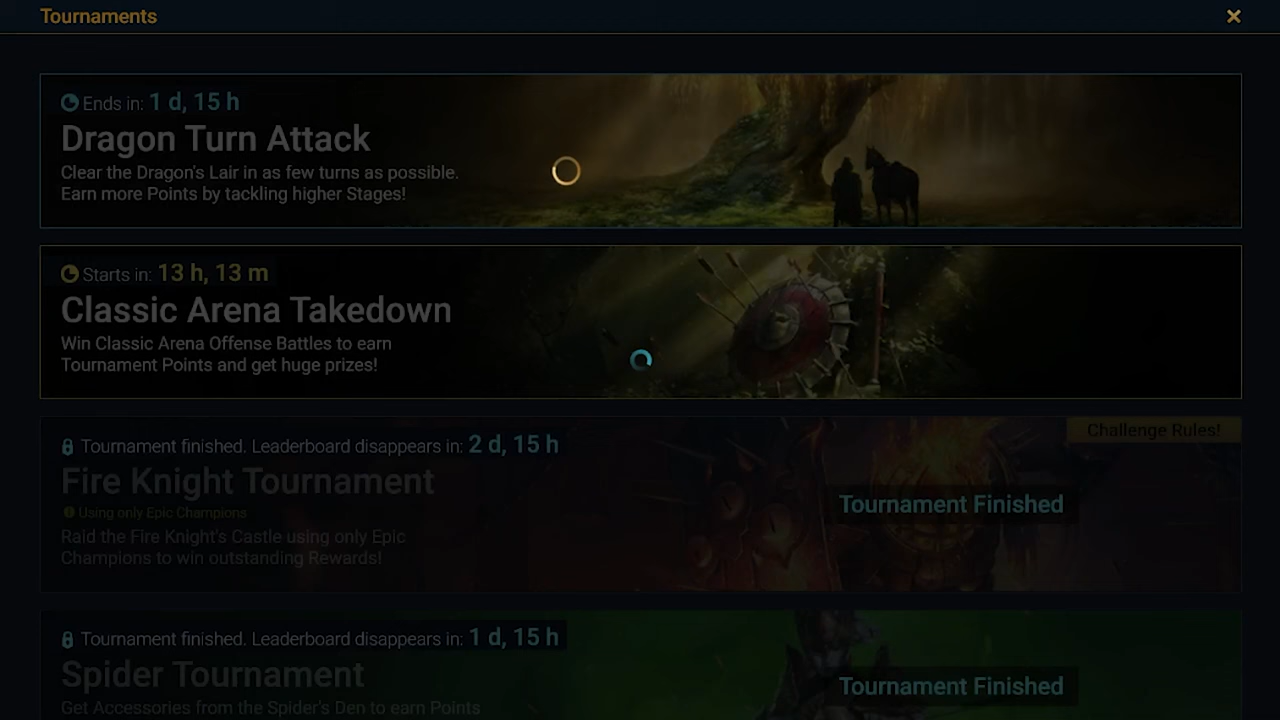 Tournaments
Ends in: 1 d, 15 h
Dragon Turn Attack
Clear the Dragon's Lair in as few turns as possible.
Earn more Points by tackling higher Stages!
Starts in: 13 h, 13 m
Classic Arena Takedown
Win Classic Arena Offense Battles to earn
Tournament Points and get huge prizes!
Tournament finished. Leaderboard disappears in: 2 d, 15 h
Challenge Rules!
Fire Knight Tournament
Using only Epic Champions
Tournament Finished
Raid the Fire Knight's Castle using only Epic
Champions to win outstanding Rewards!
Tournament finished. Leaderboard disappears in: 1 d, 15 h
Spider Tournament
Tournament Finished
Get Accessories from the Spider's Den to earn Points